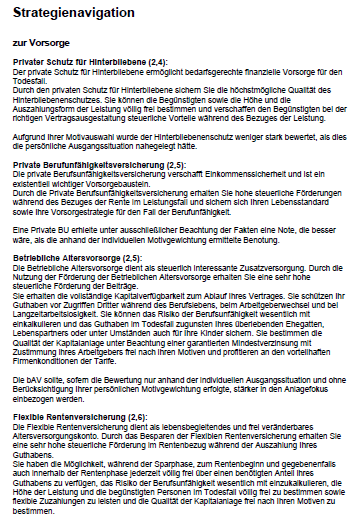 Strategienavigation
zur Vorsorge
Privater Schutz für Hinterbliebene (2,4):
Der private Schutz für Hinterbliebene ermöglicht bedarfsgerechte finanzielle Vorsorge für den
Todesfall.
Durch den privaten Schutz für Hinterbliebene sichern Sie die höchstmögliche Qualität des
Hinterbliebenenschutzes. Sie können die Begünstigten sowie die Höhe und die
Auszahlungsform der Leistung völlig frei bestimmen und verschaffen den Begünstigten bei der
richtigen Vertragsausgestaltung steuerliche Vorteile während des Bezuges der Leistung.
Aufgrund Ihrer Motivauswahl wurde der Hinterbliebenenschutz weniger stark bewertet, als dies
die persönliche Ausgangssituation nahegelegt hätte.
Private Berufunfähigkeitsversicherung (2,5):
Die private Berufsunfähigkeitsversicherung verschafft Einkommenssicherheit und ist ein
existentiell wichtiger Vorsorgebaustein.
Durch die Private Berufsunfähigkeitsversicherung erhalten Sie hohe steuerliche Förderungen
während des Bezuges der Rente im Leistungsfall und sichern sich Ihren Lebensstandard
sowie Ihre Vorsorgestrategie für den Fall der Berufunfähigkeit.
Eine Private BU erhielte unter ausschließlicher Beachtung der Fakten eine Note, die besser
wäre, als die anhand der individuellen Motivgewichtung ermittelte Benotung.
Betriebliche Altersvorsorge (2,5):
Die Betriebliche Altersvorsorge dient als steuerlich interessante Zusatzversorgung. Durch die
Nutzung der Förderung der Betrieblichen Altersvorsorge erhalten Sie eine sehr hohe
steuerliche Förderung der Beiträge.
Sie erhalten die vollständige Kapitalverfügbarkeit zum Ablauf Ihres Vertrages. Sie schützen Ihr
Guthaben vor Zugriffen Dritter während des Berufslebens, beim Arbeitgeberwechsel und bei
Langzeitarbeitslosigkeit. Sie können das Risiko der Berufsunfähigkeit wesentlich mit
einkalkulieren und das Guthaben im Todesfall zugunsten Ihres überlebenden Ehegatten,
Lebenspartners oder unter Umständen auch für Ihre Kinder sichern. Sie bestimmen die
Qualität der Kapitalanlage unter Beachtung einer garantierten Mindestverzinsung mit
Zustimmung Ihres Arbeitgebers frei nach Ihren Motiven und profitieren an den vorteilhaften
Firmenkonditionen der Tarife.
Die bAV sollte, sofern die Bewertung nur anhand der individuellen Ausgangssituation und ohne
Berücksichtigung Ihrer persönlichen Motivgewichtung erfolgte, stärker in den Anlagefokus
einbezogen werden.
Flexible Rentenversicherung (2,6):
Die Flexible Rentenversicherung dient als lebensbegleitendes und frei veränderbares
Altersversorgungskonto. Durch das Besparen der Flexiblen Rentenversicherung erhalten Sie
eine sehr hohe steuerliche Förderung im Rentenbezug während der Auszahlung Ihres
Guthabens.
Sie haben die Möglichkeit, während der Sparphase, zum Rentenbeginn und gegebenenfalls
auch innerhalb der Rentenphase jederzeit völlig frei über einen benötigten Anteil Ihres
Guthabens zu verfügen, das Risiko der Berufsunfähigkeit wesentlich mit einzukalkulieren, die
Höhe der Leistung und die begünstigten Personen im Todesfall völlig frei zu bestimmen sowie
flexible Zuzahlungen zu leisten und die Qualität der Kapitalanlage frei nach Ihren Motiven zu
bestimmen.